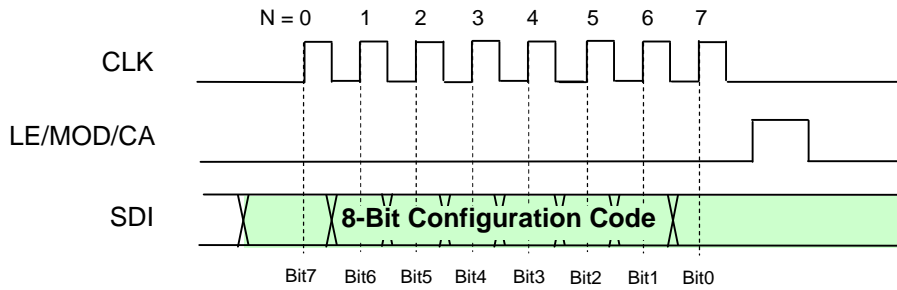 N = 0 1 2 3 4 5 6 7
CLK
LE/MOD/CA
SDI
8-Bit Configuration Code
Bit7 Bit6 Bit5 Bit4 Bit3 Bit2 Bit1 Bit0